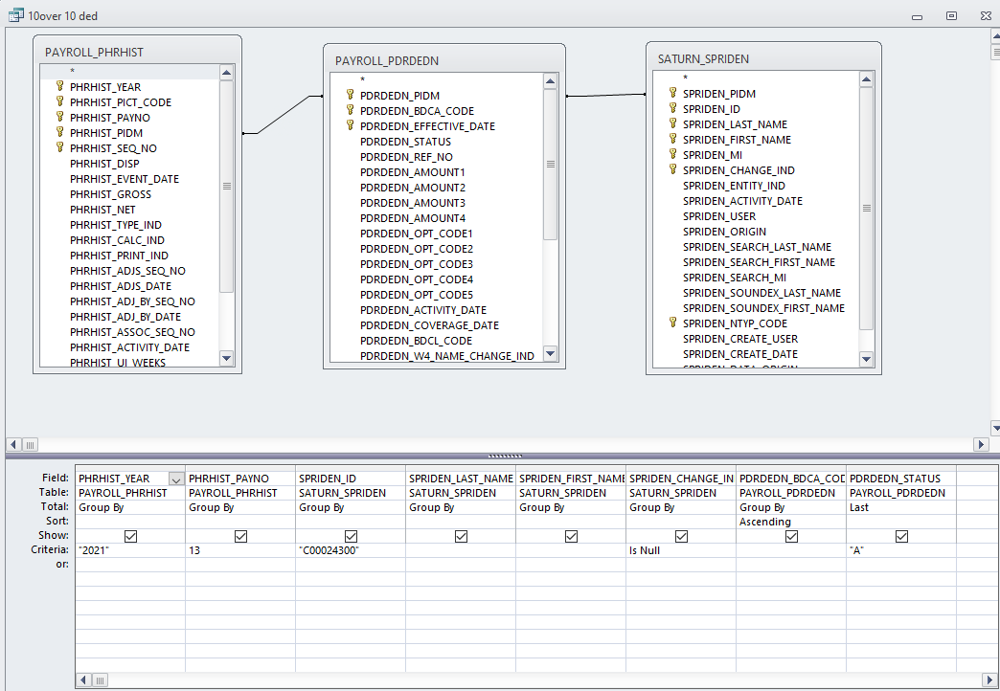 10over 10 ded
PAYROLL_PHRHIST
*
PHRHIST_YEAR
PHRHIST_PICT_CODE
PHRHIST_PAYNO
PHRHIST_PIDM
PHRHIST_SEQ_NO
PHRHIST_DISP
PHRHIST_EVENT_DATE
PHRHIST_GROSS
PHRHIST_NET
PHRHIST_TYPE_IND
PHRHIST_CALC_IND
PHRHIST_PRINT_IND
PHRHIST_ADJS_SEQ_NO
PHRHIST_ADJS_DATE
PHRHIST_ADJ_BY_SEQ_NO
PHRHIST_ADJ_BY_DATE
PHRHIST_ASSOC_SEQ_NO
PHRHIST_ACTIVITY_DATE
PHRHIST_UI_WEEKS
PAYROLL_PDRDEDN
*
PDRDEDN_PIDM
PDRDEDN_BDCA_CODE
PDRDEDN_EFFECTIVE_DATE
PDRDEDN_STATUS
PDRDEDN_REF_NO
PDRDEDN_AMOUNT1
PDRDEDN_AMOUNT2
PDRDEDN_AMOUNT3
PDRDEDN_AMOUNT4
PDRDEDN_OPT_CODE1
PDRDEDN_OPT_CODE2
PDRDEDN_OPT_CODE3
PDRDEDN_OPT_CODE4
PDRDEDN_OPT_CODE5
PDRDEDN_ACTIVITY_DATE
PDRDEDN_COVERAGE_DATE
PDRDEDN_BDCL_CODE
PDRDEDN_W4_NAME_CHANGE_IND
SATURN_SPRIDEN
*
SPRIDEN_PIDM
SPRIDEN_ID
SPRIDEN_LAST_NAME
SPRIDEN_FIRST_NAME
SPRIDEN_MI
SPRIDEN_CHANGE_IND
SPRIDEN_ENTITY_IND
SPRIDEN_ACTIVITY_DATE
SPRIDEN_USER
SPRIDEN_ORIGIN
SPRIDEN_SEARCH_LAST_NAME
SPRIDEN_SEARCH_FIRST_NAME
SPRIDEN_SEARCH_MI
SPRIDEN_SOUNDEX_LAST_NAME
SPRIDEN_SOUNDEX_FIRST_NAME
SPRIDEN_NTYP_CODE
SPRIDEN_CREATE_USER
SPRIDEN_CREATE_DATE
SPRIDEN_DATA_ORIGIN
Field: PHRHIST_YEAR PHRHIST_PAYNO SPRIDEN_ID SPRIDEN_LAST_NAME SPRIDEN_FIRST_NAME SPRIDEN_CHANGE_IN PDRDEDN_BDCA_COD PDRDEDN_STATUS
Table: PAYROLL_PHRHIST PAYROLL_PHRHIST SATURN_SPRIDEN SATURN_SPRIDEN SATURN_SPRIDEN SATURN_SPRIDEN PAYROLL_PDRDEDN PAYROLL_PDRDEDN
Total: Group By Group By Group By Group By Group By Group By Group By Last
Sort: Ascending
Show:
Criteria: "2021" 13 "C00024300" Is Null "A"
or: